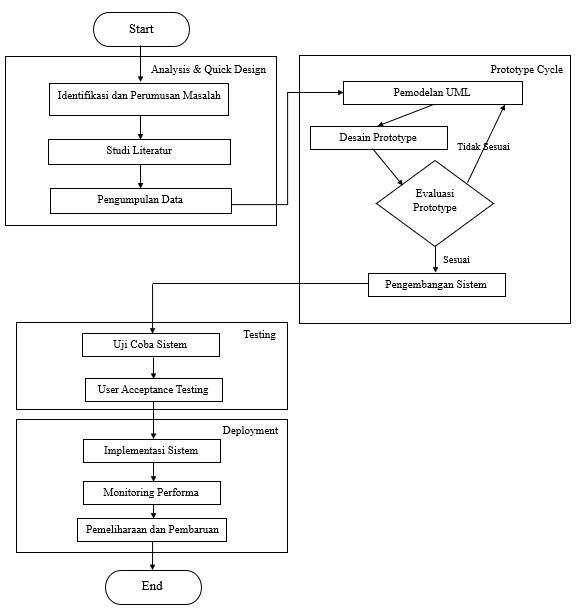 Start
Analysis & Quick Design
Identifikasi dan Perumusan Masalah
Studi Literatur
Pengumpulan Data
Prototype Cycle
Pemodelan UML
Desain Prototype
Tidak Sesuai
Evaluasi
Prototype
Sesuai
Pengembangan Sistem
Testing
Uji Coba Sistem
User Acceptance Testing
Deployment
Implementasi Sistem
Monitoring Performa
Pemeliharaan dan Pembaruan
End